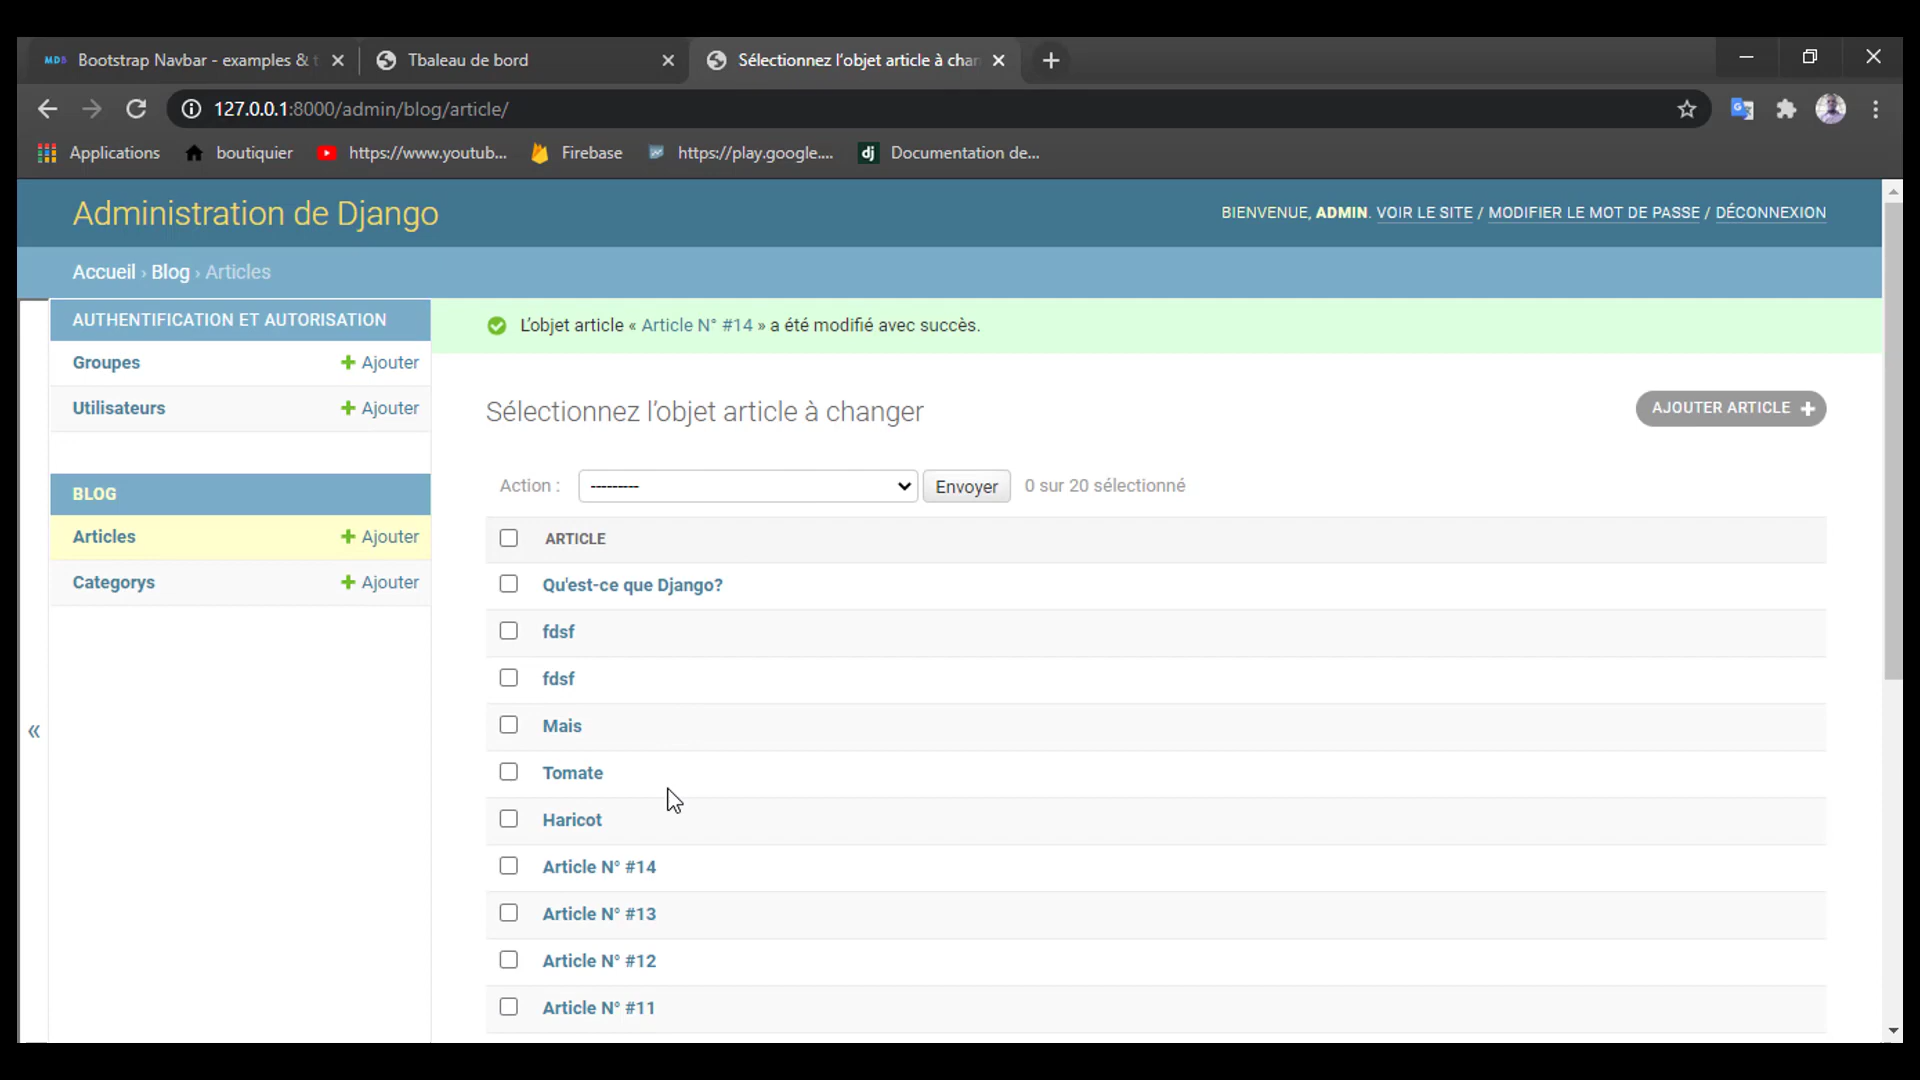 MDB Bootstrap Navbar - examples & t
Tbaleau de bord
Sélectionnez l’objet article à chan
127.0.0.1:8000/admin/blog/article/
Applications
boutiquier
https://www.youtub...
Firebase
https://play.google....
dj Documentation de...
Administration de Django
BIENVENUE, ADMIN. VOIR LE SITE / MODIFIER LE MOT DE PASSE / DÉCONNEXION
Accueil › Blog › Articles
AUTHENTIFICATION ET AUTORISATION
Groupes + Ajouter
Utilisateurs + Ajouter
BLOG
Articles + Ajouter
Categorys + Ajouter
«
L’objet article « Article N° #14 » a été modifié avec succès.
Sélectionnez l’objet article à changer
AJOUTER ARTICLE +
Action : --------- Envoyer 0 sur 20 sélectionné
ARTICLE
Qu'est-ce que Django?
fdsf
fdsf
Mais
Tomate
Haricot
Article N° #14
Article N° #13
Article N° #12
Article N° #11